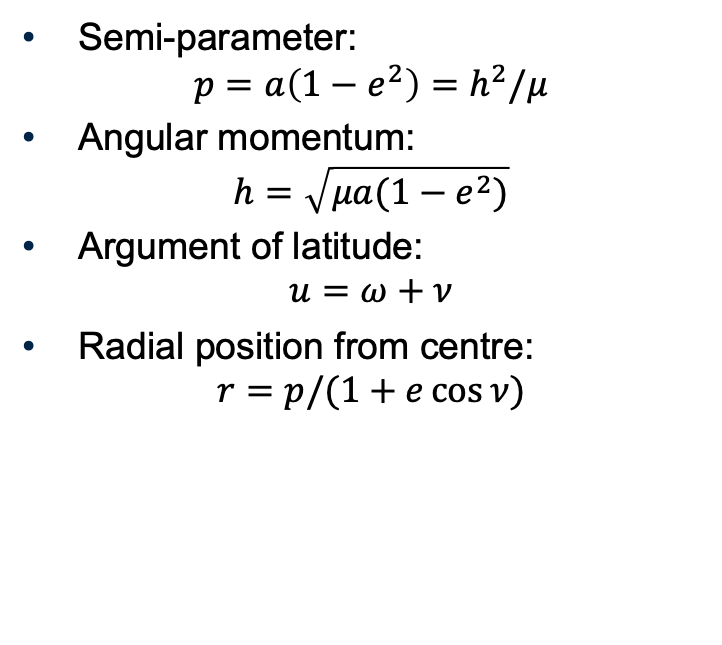 • Semi-parameter:
p = a(1 − e²) = h²/μ
• Angular momentum:
h = √μa(1 − e²)
• Argument of latitude:
u = ω + ν
• Radial position from centre:
r = p/(1 + e cos ν)